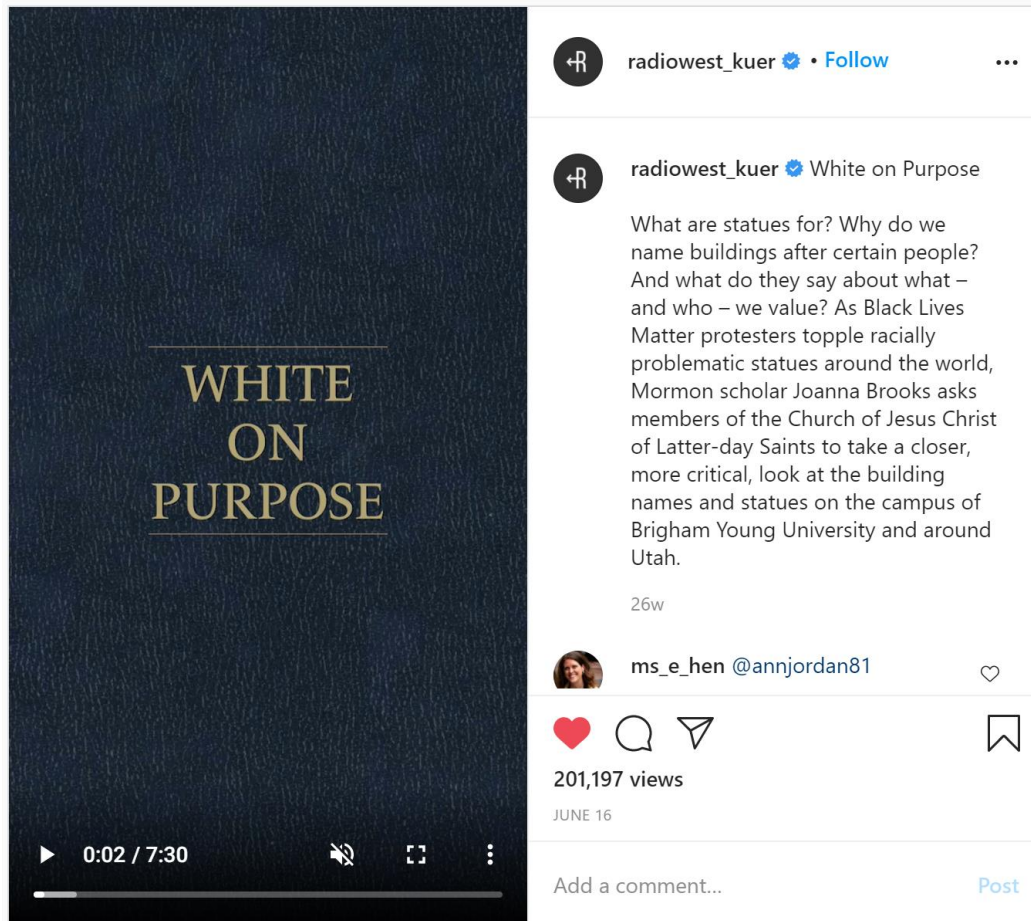 WHITE
ON
PURPOSE
0:02 / 7:30
radiowest_kuer • Follow
radiowest_kuer White on Purpose
What are statues for? Why do we
name buildings after certain people?
And what do they say about what –
and who – we value? As Black Lives
Matter protesters topple racially
problematic statues around the world,
Mormon scholar Joanna Brooks asks
members of the Church of Jesus Christ
of Latter-day Saints to take a closer,
more critical, look at the building
names and statues on the campus of
Brigham Young University and around
Utah.
26w
ms_e_hen @annjordan81
201,197 views
JUNE 16
Add a comment...
Post